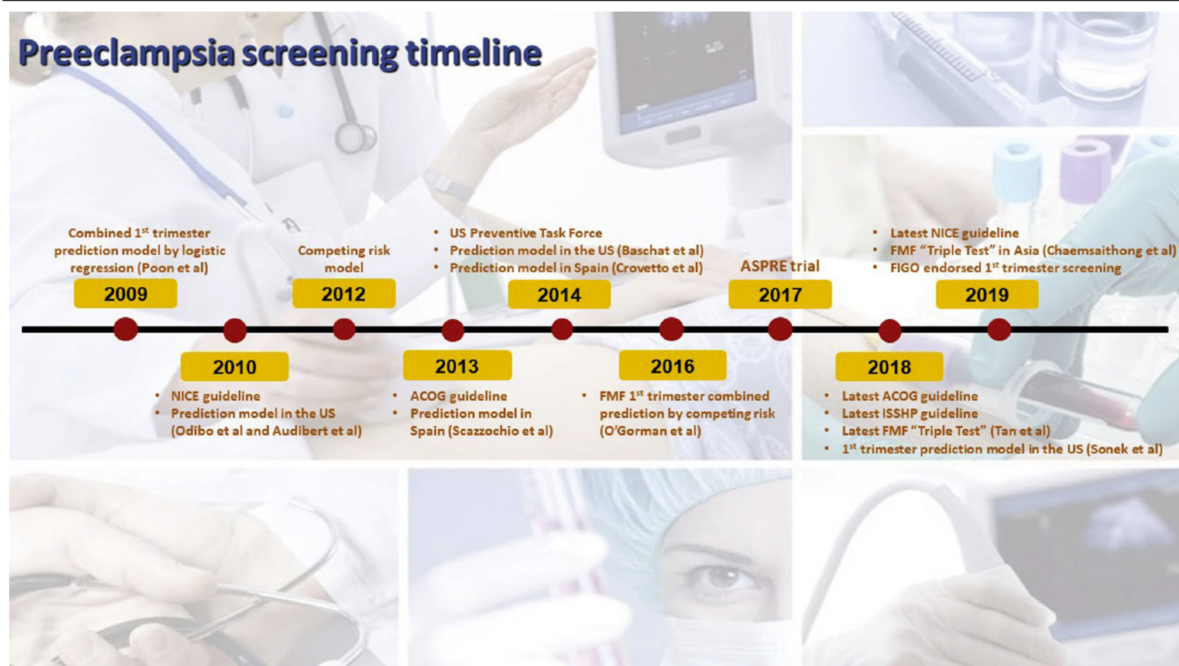 Preeclampsia screening timeline
Combined 1st trimester
prediction model by logistic
regression (Poon et al)
2009
2010
• NICE guideline
• Prediction model in the US
(Odibo et al and Audibert et al)
Competing risk
model
2012
2013
• ACOG guideline
• Prediction model in
Spain (Scazzochio et al)
• US Preventive Task Force
• Prediction model in the US (Baschat et al)
• Prediction model in Spain (Crovetto et al)
2014
2016
• FMF 1st trimester combined
prediction by competing risk
(O'Gorman et al)
ASPRE trial
2017
2018
• Latest ACOG guideline
• Latest ISSHP guideline
• Latest FMF "Triple Test" (Tan et al)
• 1st trimester prediction model in the US (Sonek et al)
• Latest NICE guideline
• FMF "Triple Test" in Asia (Chaemsaithong et al)
• FIGO endorsed 1st trimester screening
2019